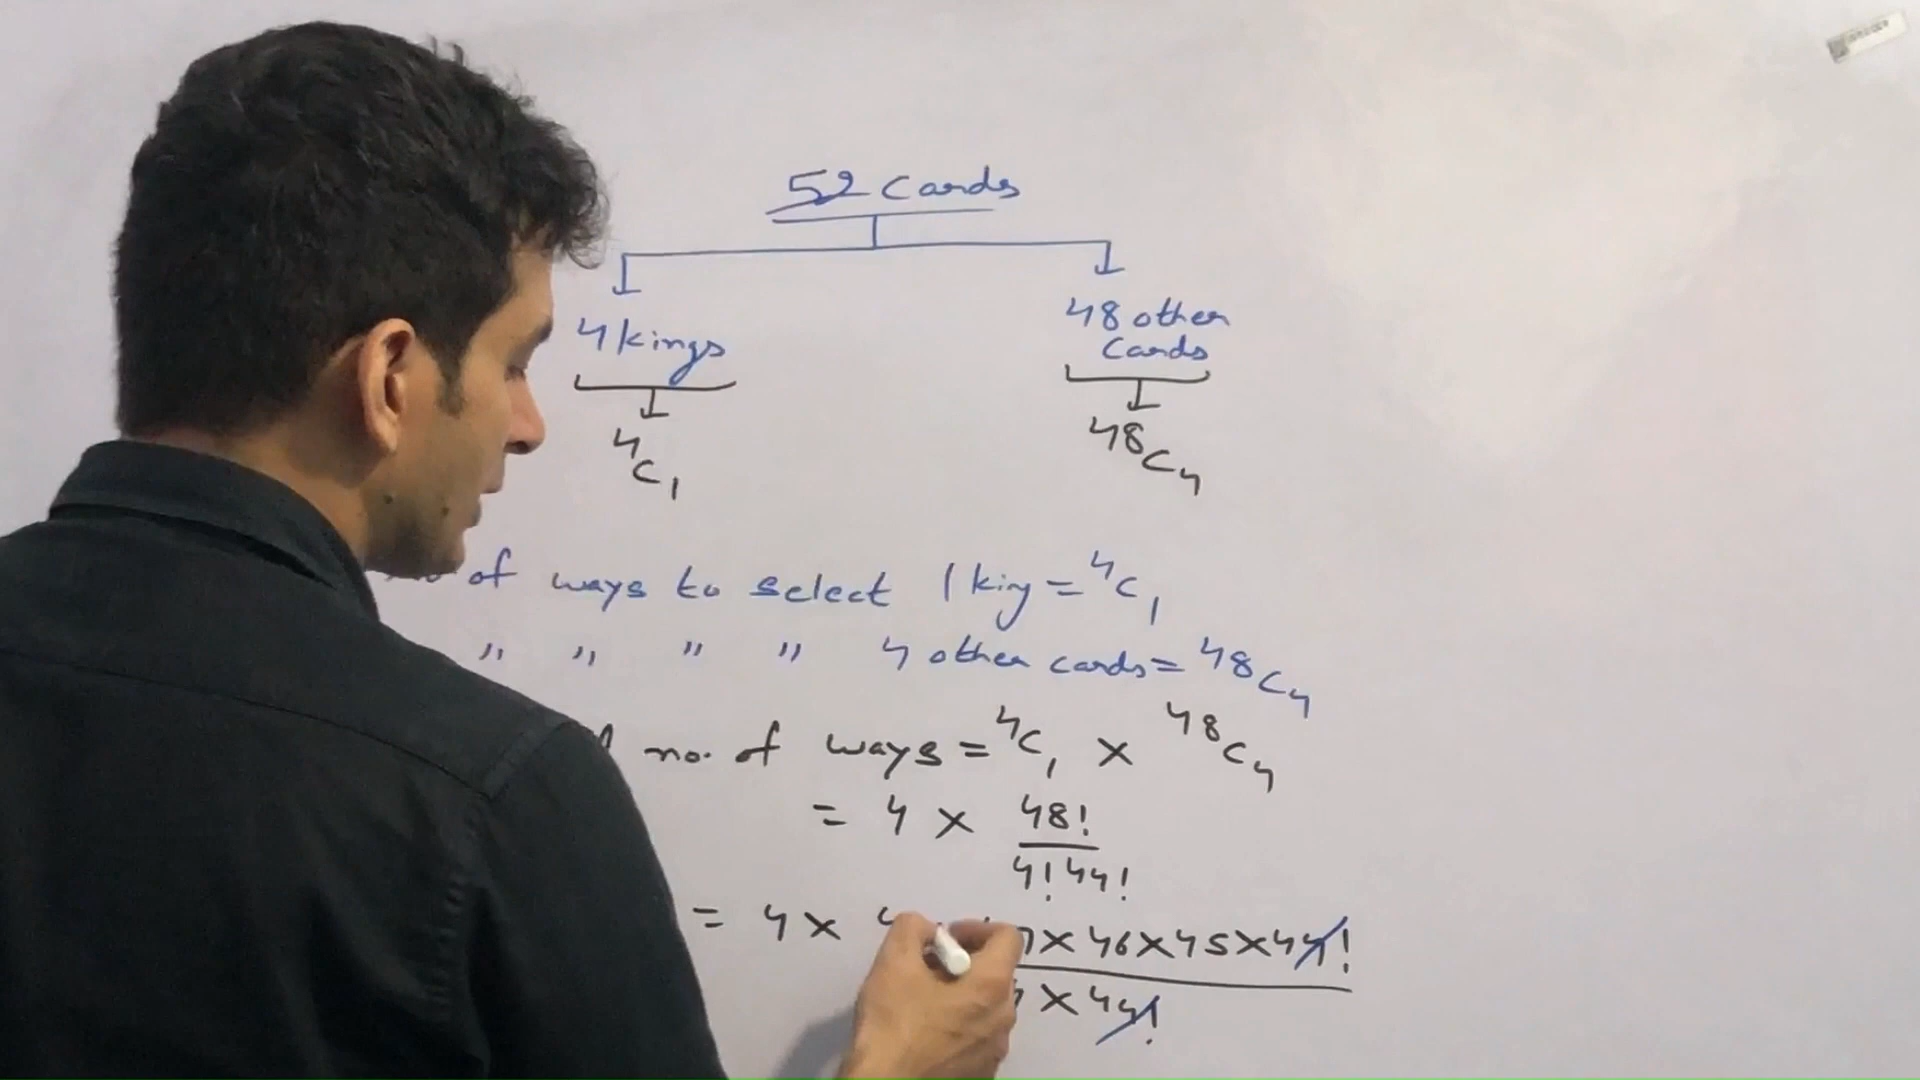 52 Cards
4 kings
48 other
Cards
4C1
48C4
of ways to select 1 king = 4C1
" " " " 4 other cards = 48C4
no. of ways = 4C1 × 48C4
= 4 × 48!
4! 44!
= 4 × × 46 × 45 × 44!
× 44!